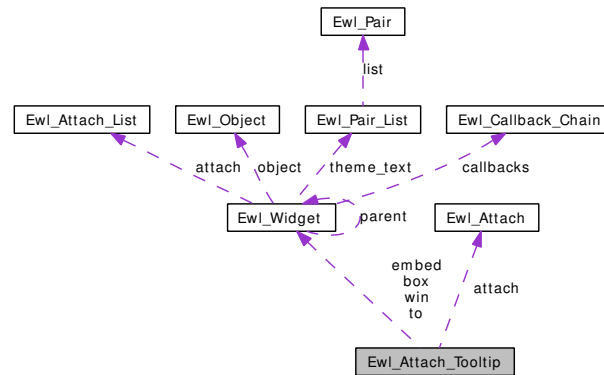 Ewl_Pair
list
Ewl_Attach_List
Ewl_Object
Ewl_Pair_List
Ewl_Callback_Chain
attach
object
theme_text
callbacks
Ewl_Widget
parent
Ewl_Attach
embed
box
win
to
attach
Ewl_Attach_Tooltip